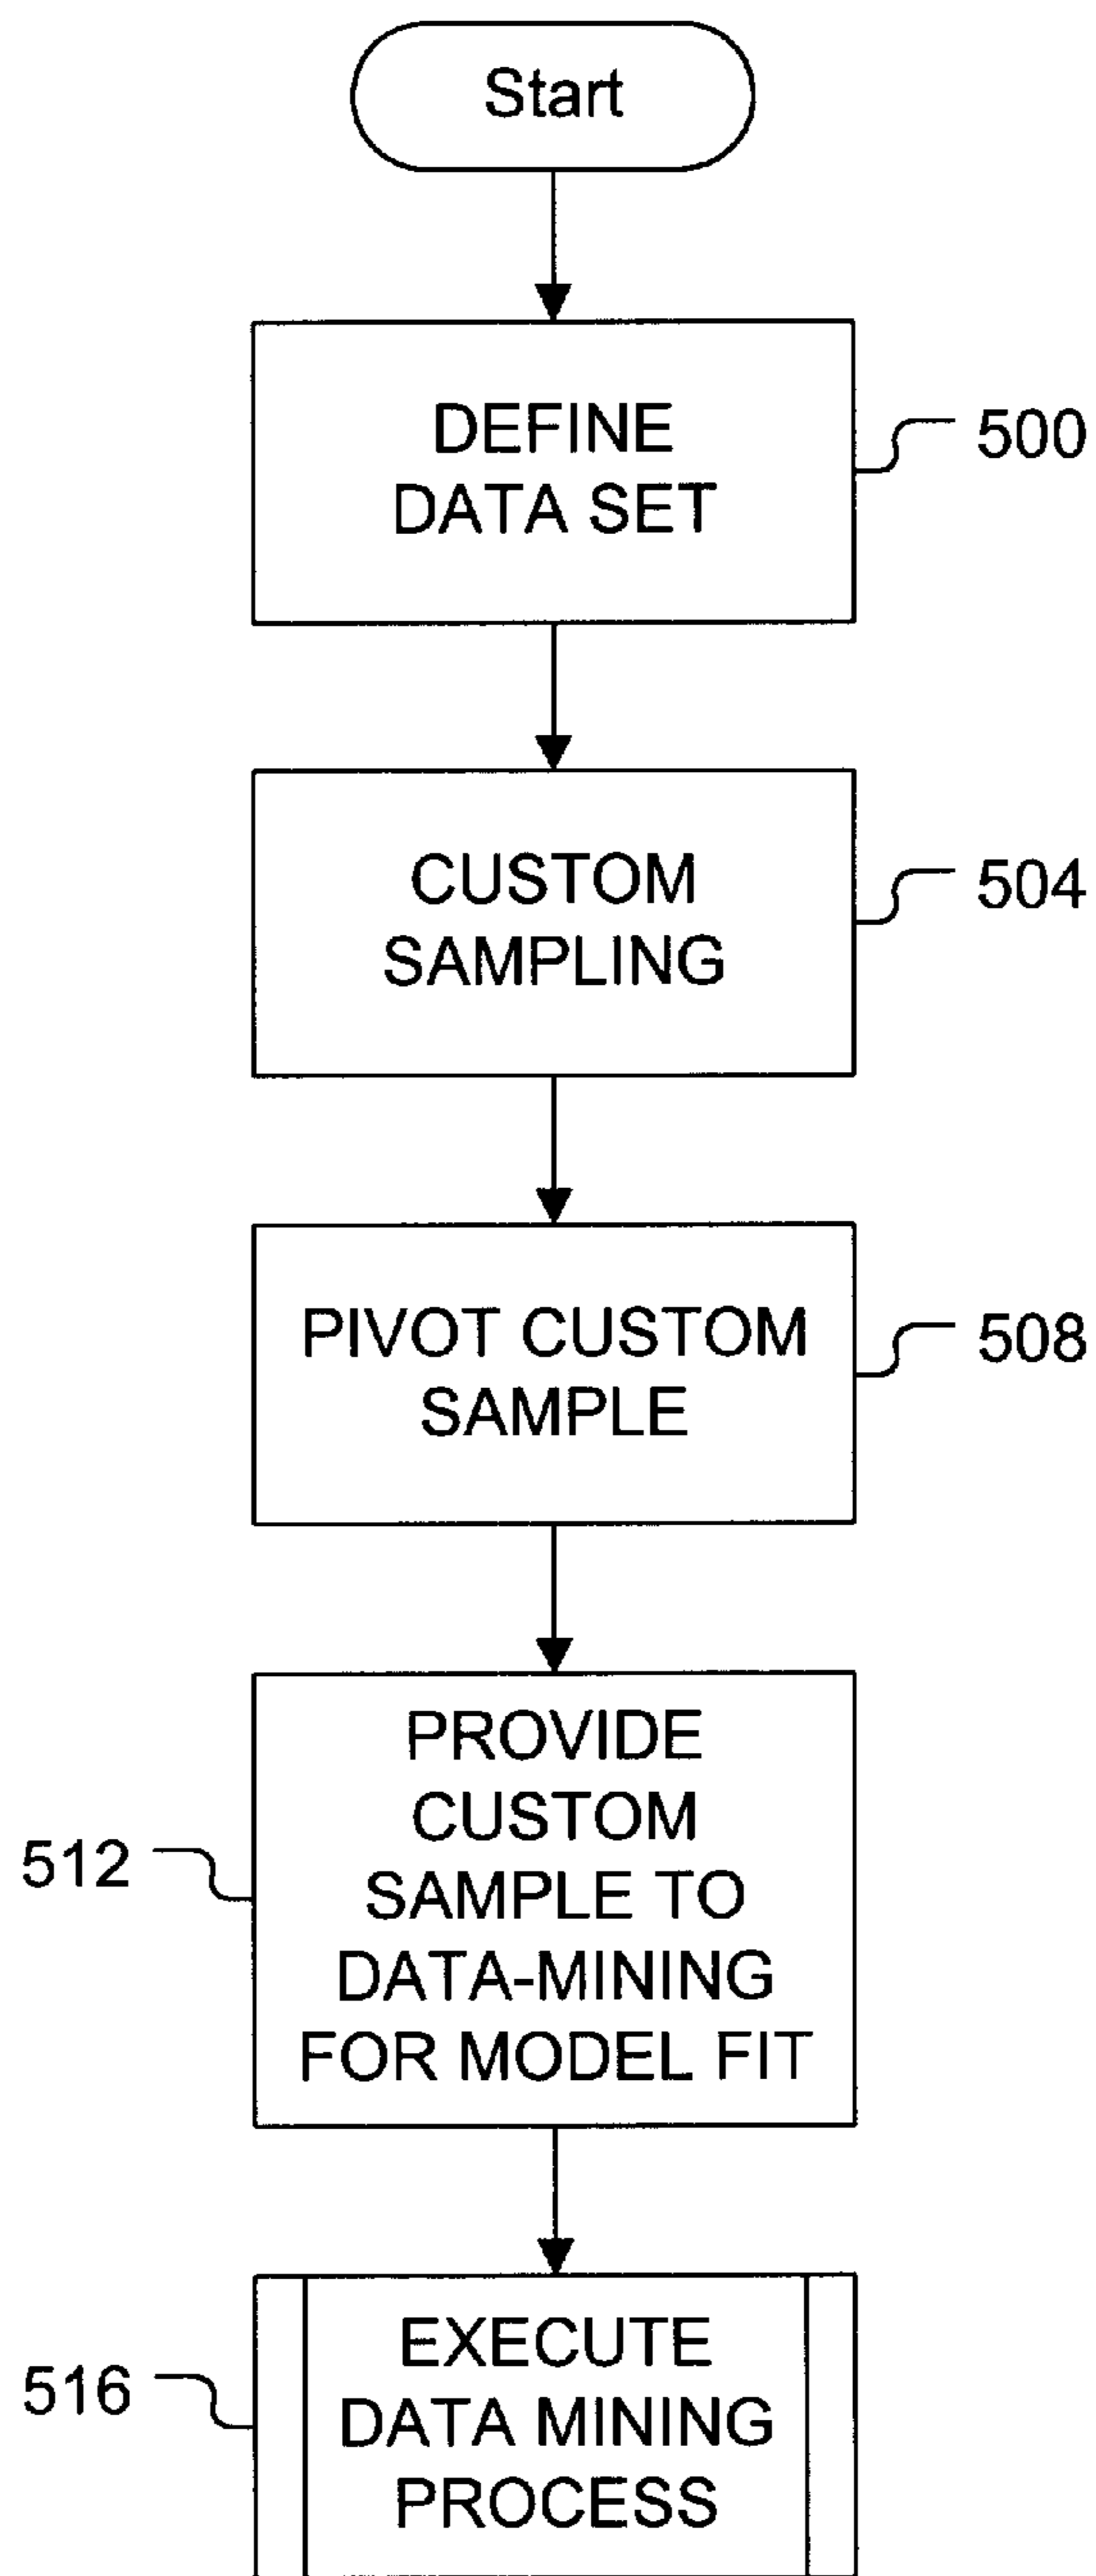 Start
DEFINE
DATA SET
500
CUSTOM
SAMPLING
504
PIVOT CUSTOM
SAMPLE
508
PROVIDE
CUSTOM
SAMPLE TO
DATA-MINING
FOR MODEL FIT
512
EXECUTE
DATA MINING
PROCESS
516